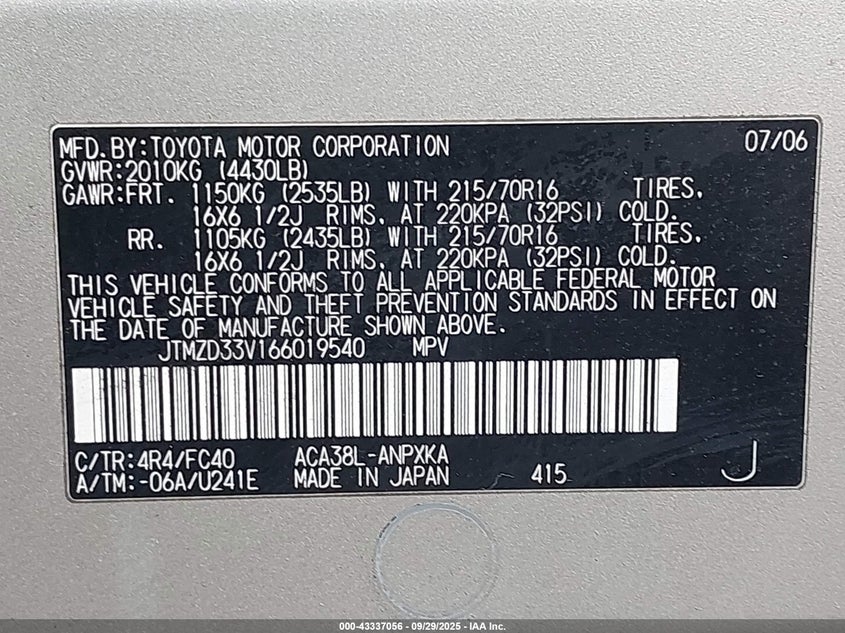 MFD.BY:TOYOTA MOTOR CORPORATION 07/06
GVWR:2010KG (4430LB)
GAWR:FRT. 1150KG (2535LB) WITH 215/70R16 TIRES,
16X6 1/2J RIMS, AT 220KPA (32PSI) COLD.
RR. 1105KG (2435LB) WITH 215/70R16 TIRES,
16X6 1/2J RIMS, AT 220KPA (32PSI) COLD.
THIS VEHICLE CONFORMS TO ALL APPLICABLE FEDERAL MOTOR
VEHICLE SAFETY AND THEFT PREVENTION STANDARDS IN EFFECT ON
THE DATE OF MANUFACTURE SHOWN ABOVE.
JTMZD33V166019540 MPV
C/TR:4R4/FC40 ACA38L-ANPXKA
A/TM:-06A/U241E MADE IN JAPAN 415 J
000-43337056 - 09/29/2025 - IAA Inc.